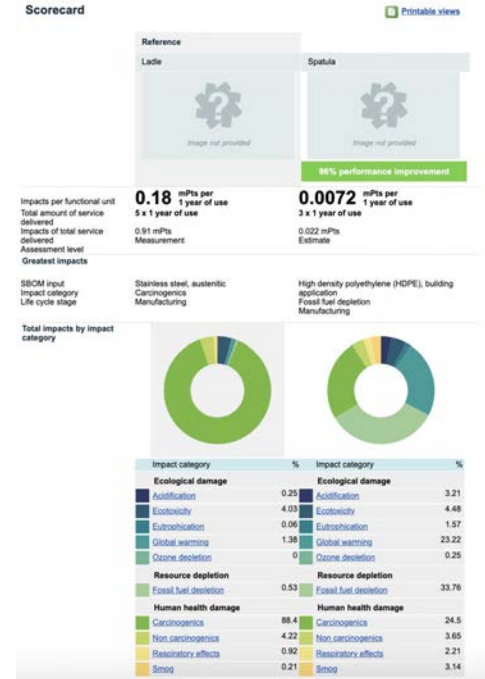 Scorecard
Printable views
Reference
Ladle
Spatula
Image not provided
Image not provided
96% performance improvement
Impacts per functional unit
0.18 mPts per 1 year of use
0.0072 mPts per 1 year of use
Total amount of service delivered
5 x 1 year of use
3 x 1 year of use
Impacts of total service delivered
0.91 mPts
0.022 mPts
Assessment level
Measurement
Estimate
Greatest impacts
SBOM input
Stainless steel, austenitic
High density polyethylene (HDPE), building application
Impact category
Carcinogenics
Fossil fuel depletion
Life cycle stage
Manufacturing
Manufacturing
Total impacts by impact category
Impact category % Impact category %
Ecological damage Ecological damage
Acidification 0.25 Acidification 3.21
Ecotoxicity 4.03 Ecotoxicity 4.48
Eutrophication 0.06 Eutrophication 1.57
Global warming 1.38 Global warming 23.22
Ozone depletion 0 Ozone depletion 0.25
Resource depletion Resource depletion
Fossil fuel depletion 0.53 Fossil fuel depletion 33.76
Human health damage Human health damage
Carcinogenics 88.4 Carcinogenics 24.5
Non carcinogenics 4.22 Non carcinogenics 3.65
Respiratory effects 0.92 Respiratory effects 2.21
Smog 0.21 Smog 3.14